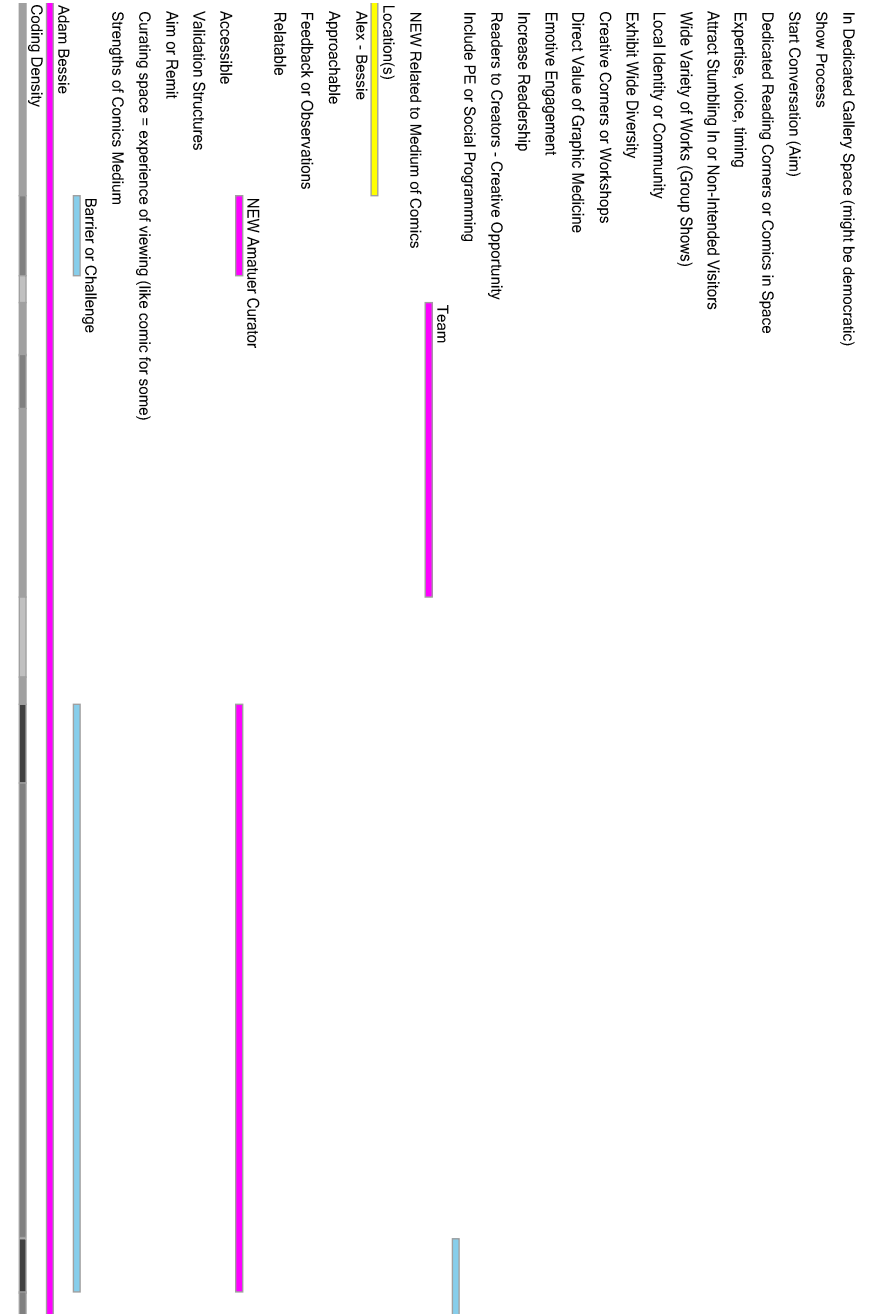 In Dedicated Gallery Space (might be democratic)
Show Process
Start Conversation (Aim)
Dedicated Reading Corners or Comics in Space
Expertise, voice, timing
Attract Stumbling In or Non-Intended Visitors
Wide Variety of Works (Group Shows)
Local Identity or Community
Exhibit Wide Diversity
Creative Corners or Workshops
Direct Value of Graphic Medicine
Emotive Engagement
Increase Readership
Readers to Creators - Creative Opportunity
Include PE or Social Programming
Team
NEW Related to Medium of Comics
Location(s)
Alex - Bessie
Approachable
Feedback or Observations
Relatable
NEW Amatuer Curator
Accessible
Validation Structures
Aim or Remit
Curating space = experience of viewing (like comic for some)
Strengths of Comics Medium
Barrier or Challenge
Adam Bessie
Coding Density